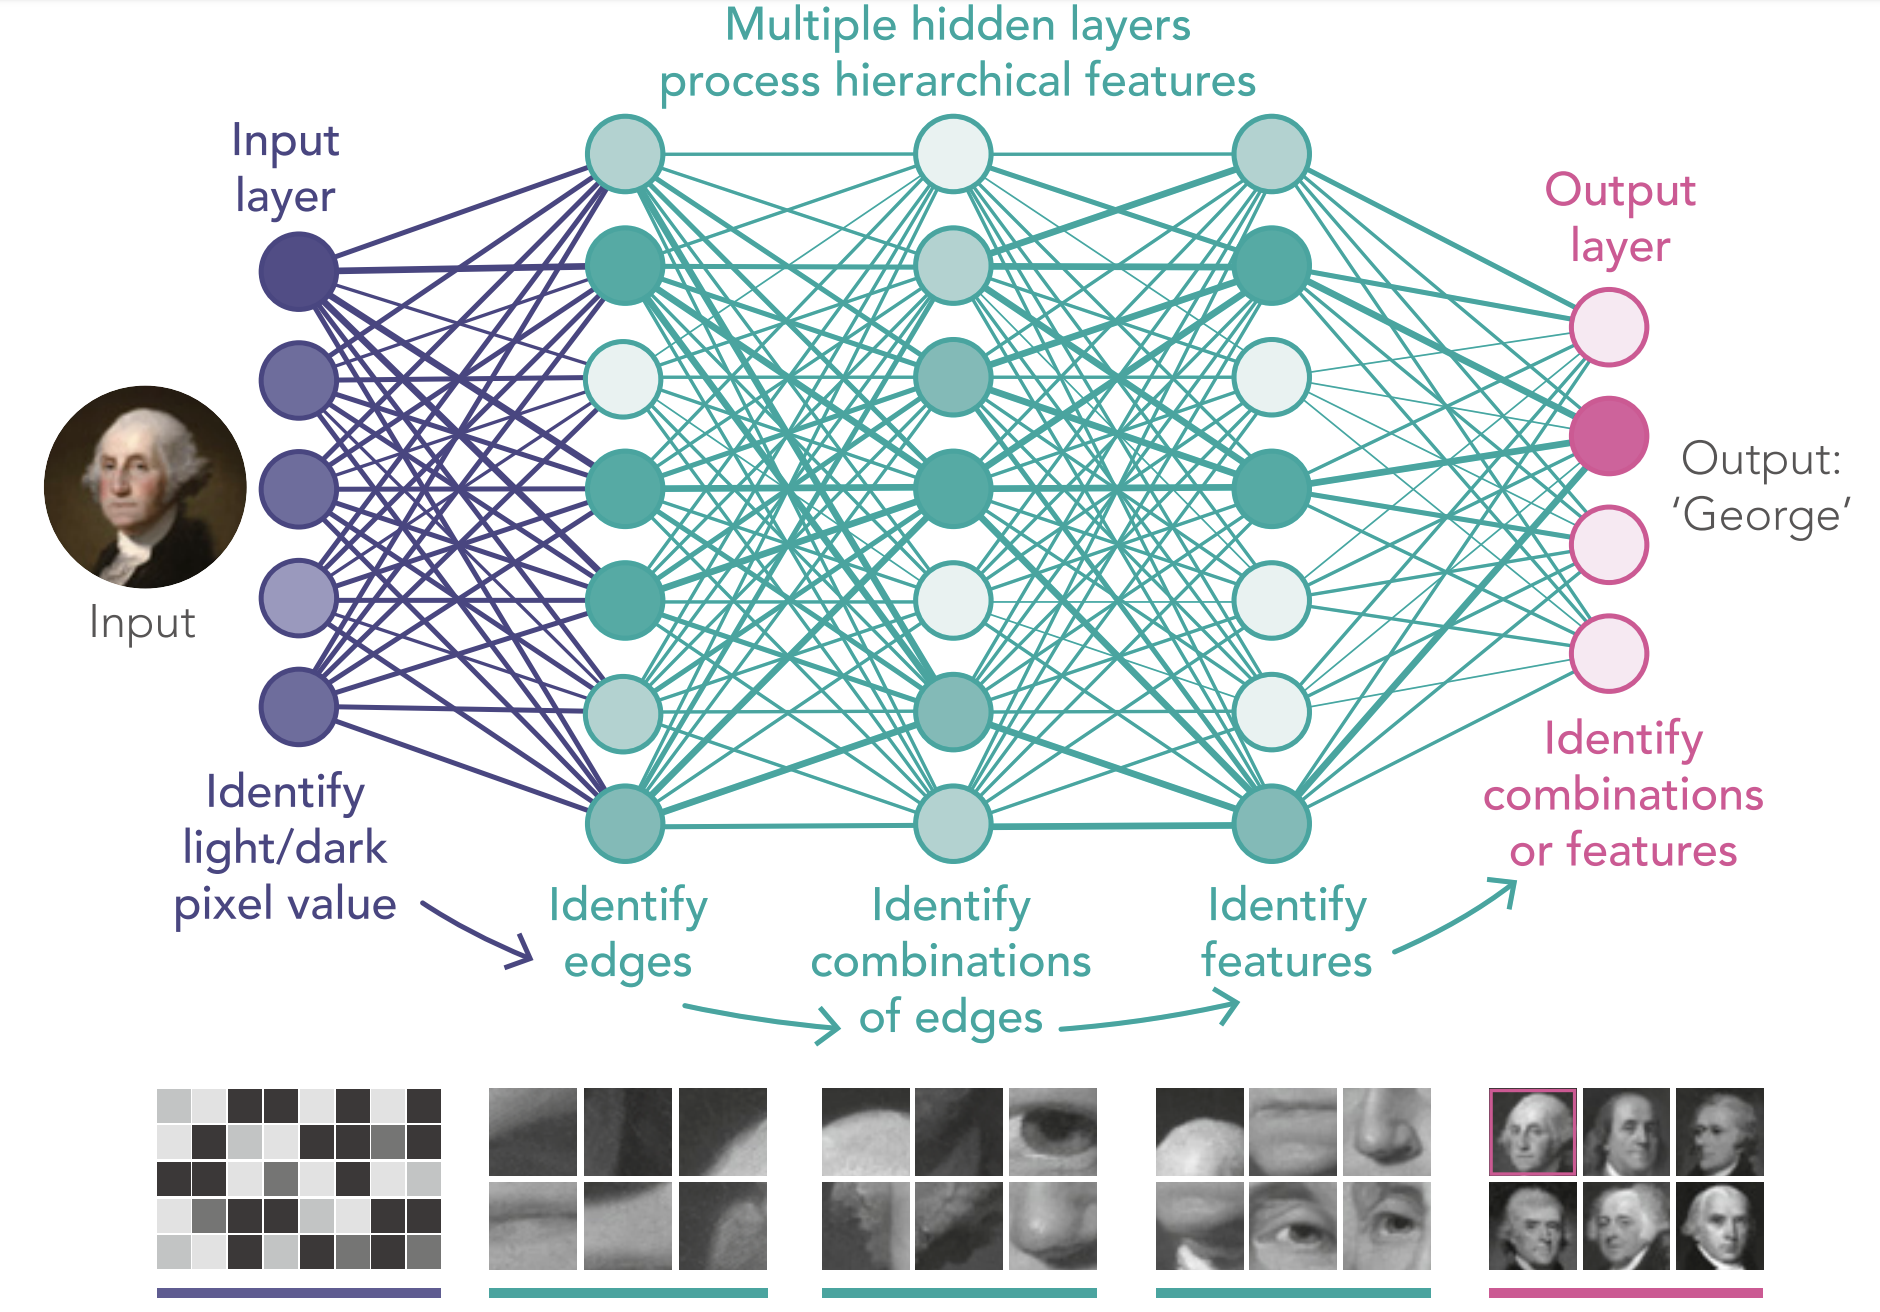 Multiple hidden layers
process hierarchical features
Input
layer
Output
layer
Input
Output:
‘George’
Identify
light/dark
pixel value
Identify
edges
Identify
combinations
of edges
Identify
features
Identify
combinations
or features